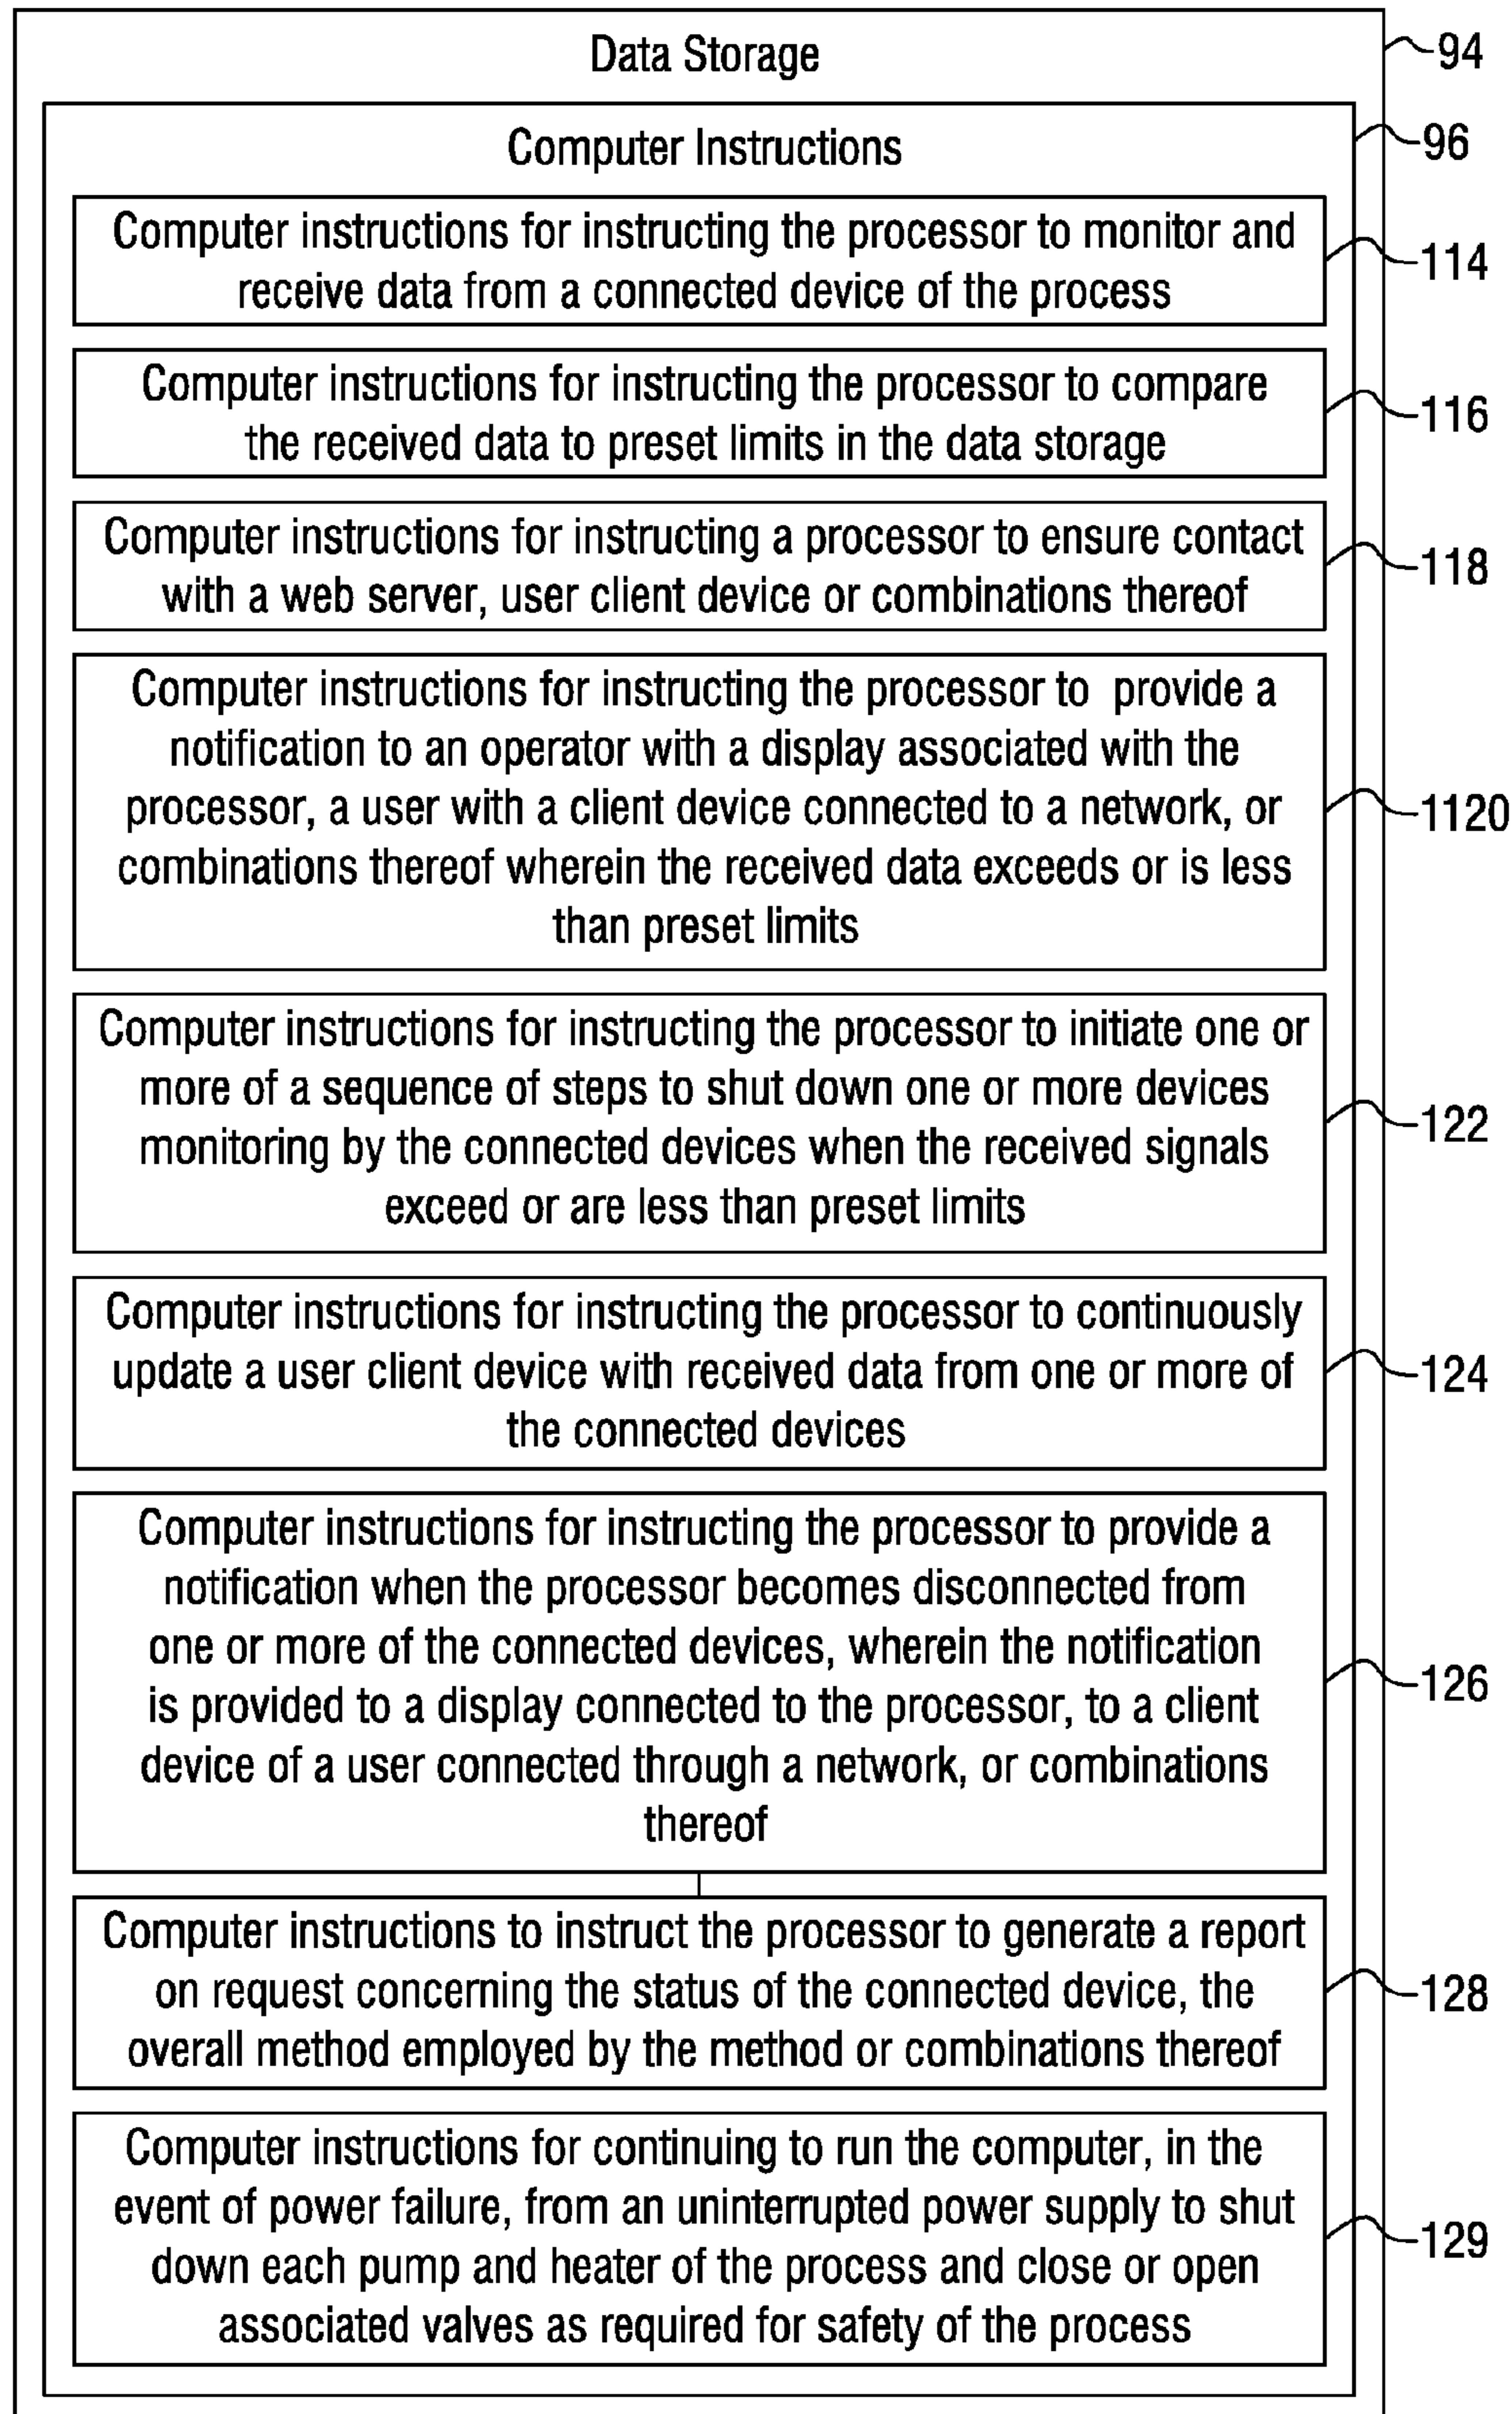 Data Storage
94
Computer Instructions
96
Computer instructions for instructing the processor to monitor and
receive data from a connected device of the process
114
Computer instructions for instructing the processor to compare
the received data to preset limits in the data storage
116
Computer instructions for instructing a processor to ensure contact
with a web server, user client device or combinations thereof
118
Computer instructions for instructing the processor to provide a
notification to an operator with a display associated with the
processor, a user with a client device connected to a network, or
combinations thereof wherein the received data exceeds or is less
than preset limits
1120
Computer instructions for instructing the processor to initiate one or
more of a sequence of steps to shut down one or more devices
monitoring by the connected devices when the received signals
exceed or are less than preset limits
122
Computer instructions for instructing the processor to continuously
update a user client device with received data from one or more of
the connected devices
124
Computer instructions for instructing the processor to provide a
notification when the processor becomes disconnected from
one or more of the connected devices, wherein the notification
is provided to a display connected to the processor, to a client
device of a user connected through a network, or combinations
thereof
126
Computer instructions to instruct the processor to generate a report
on request concerning the status of the connected device, the
overall method employed by the method or combinations thereof
128
Computer instructions for continuing to run the computer, in the
event of power failure, from an uninterrupted power supply to shut
down each pump and heater of the process and close or open
associated valves as required for safety of the process
129